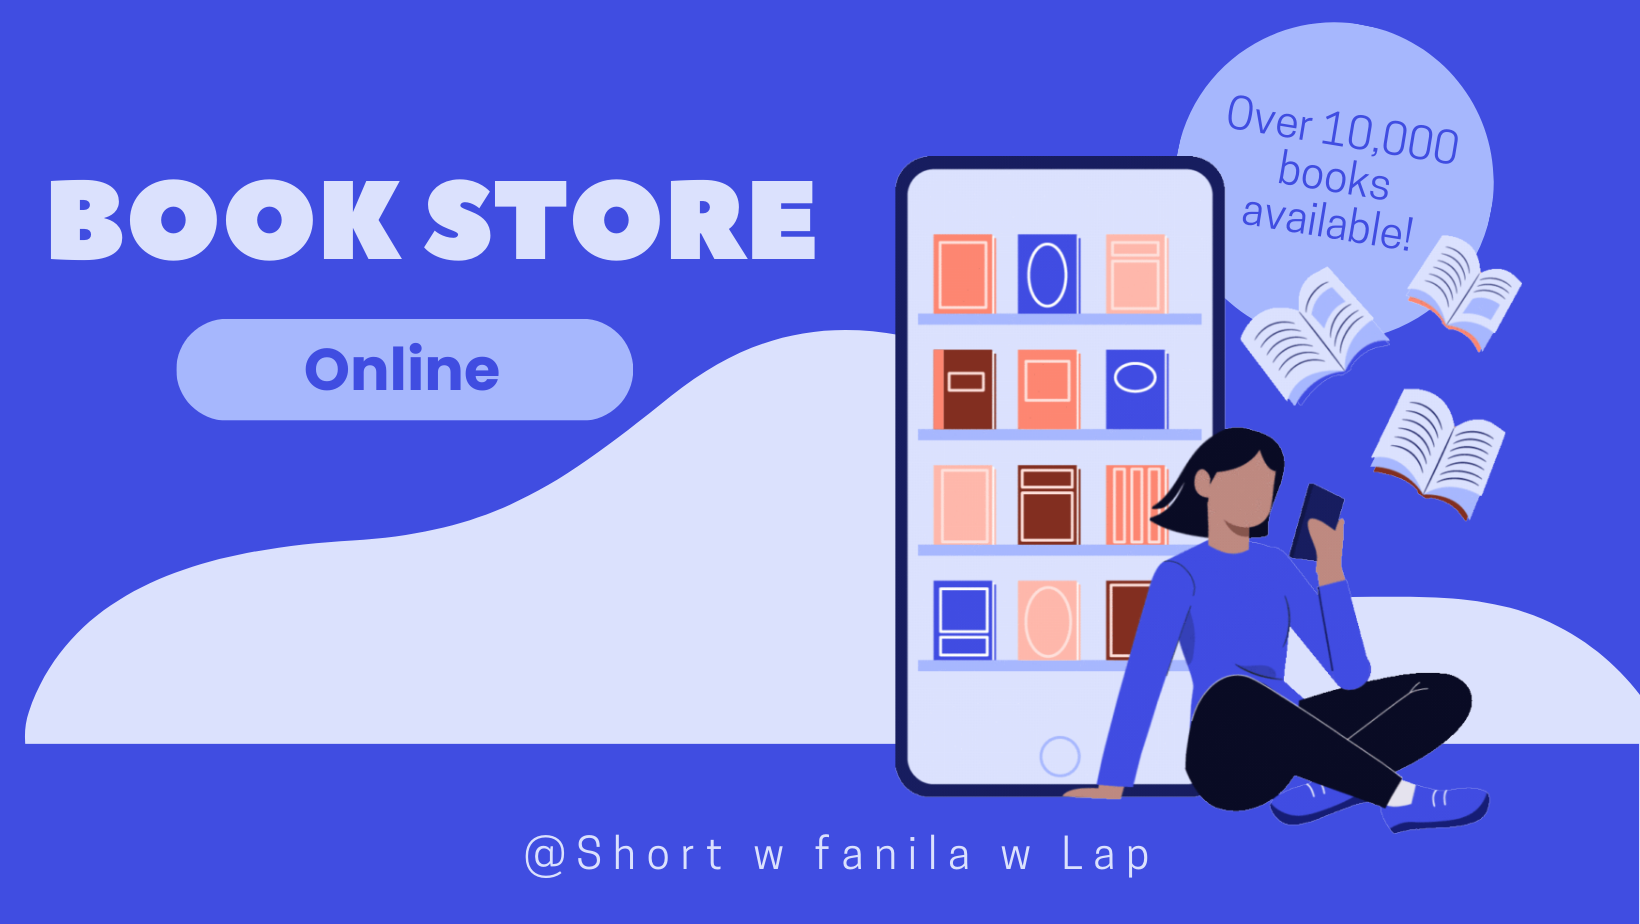 BOOK STORE
Online
Over 10,000
books
available!
@Short w fanila w Lap